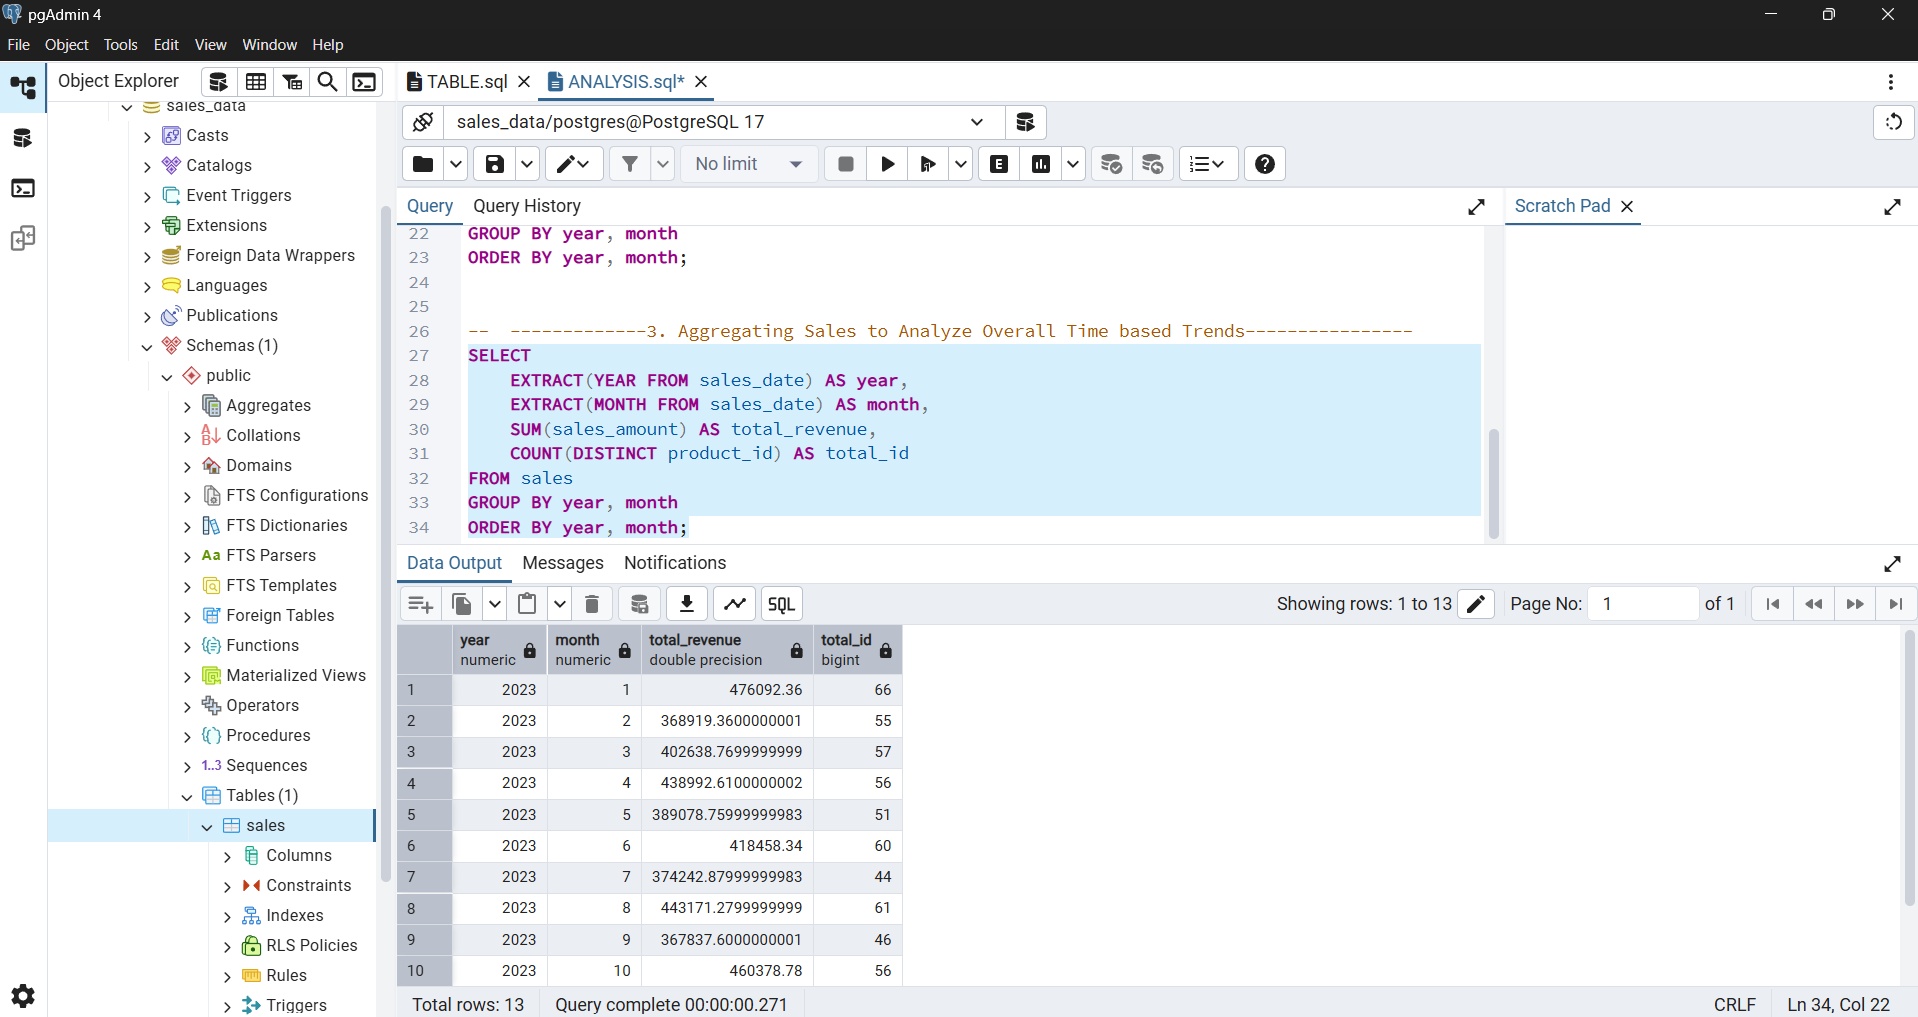 pgAdmin 4
File Object Tools Edit View Window Help
Object Explorer
sales_data
Casts
Catalogs
Event Triggers
Extensions
Foreign Data Wrappers
Languages
Publications
Schemas (1)
public
Aggregates
Collations
Domains
FTS Configurations
FTS Dictionaries
Aa FTS Parsers
FTS Templates
Foreign Tables
Functions
Materialized Views
Operators
Procedures
1..3 Sequences
Tables (1)
sales
Columns
Constraints
Indexes
RLS Policies
Rules
Triggers
TABLE.sql ANALYSIS.sql*
sales_data/postgres@PostgreSQL 17
No limit E
Query Query History
Scratch Pad
22 GROUP BY year, month
23 ORDER BY year, month;
24
25
26 -- -------------3. Aggregating Sales to Analyze Overall Time based Trends----------------
27 SELECT
28 EXTRACT(YEAR FROM sales_date) AS year,
29 EXTRACT(MONTH FROM sales_date) AS month,
30 SUM(sales_amount) AS total_revenue,
31 COUNT(DISTINCT product_id) AS total_id
32 FROM sales
33 GROUP BY year, month
34 ORDER BY year, month;
Data Output Messages Notifications
SQL Showing rows: 1 to 13 Page No: 1 of 1
year month total_revenue total_id
numeric numeric double precision bigint
1 2023 1 476092.36 66
2 2023 2 368919.3600000001 55
3 2023 3 402638.7699999999 57
4 2023 4 438992.6100000002 56
5 2023 5 389078.75999999983 51
6 2023 6 418458.34 60
7 2023 7 374242.87999999983 44
8 2023 8 443171.2799999999 61
9 2023 9 367837.6000000001 46
10 2023 10 460378.78 56
Total rows: 13 Query complete 00:00:00.271 CRLF Ln 34, Col 22